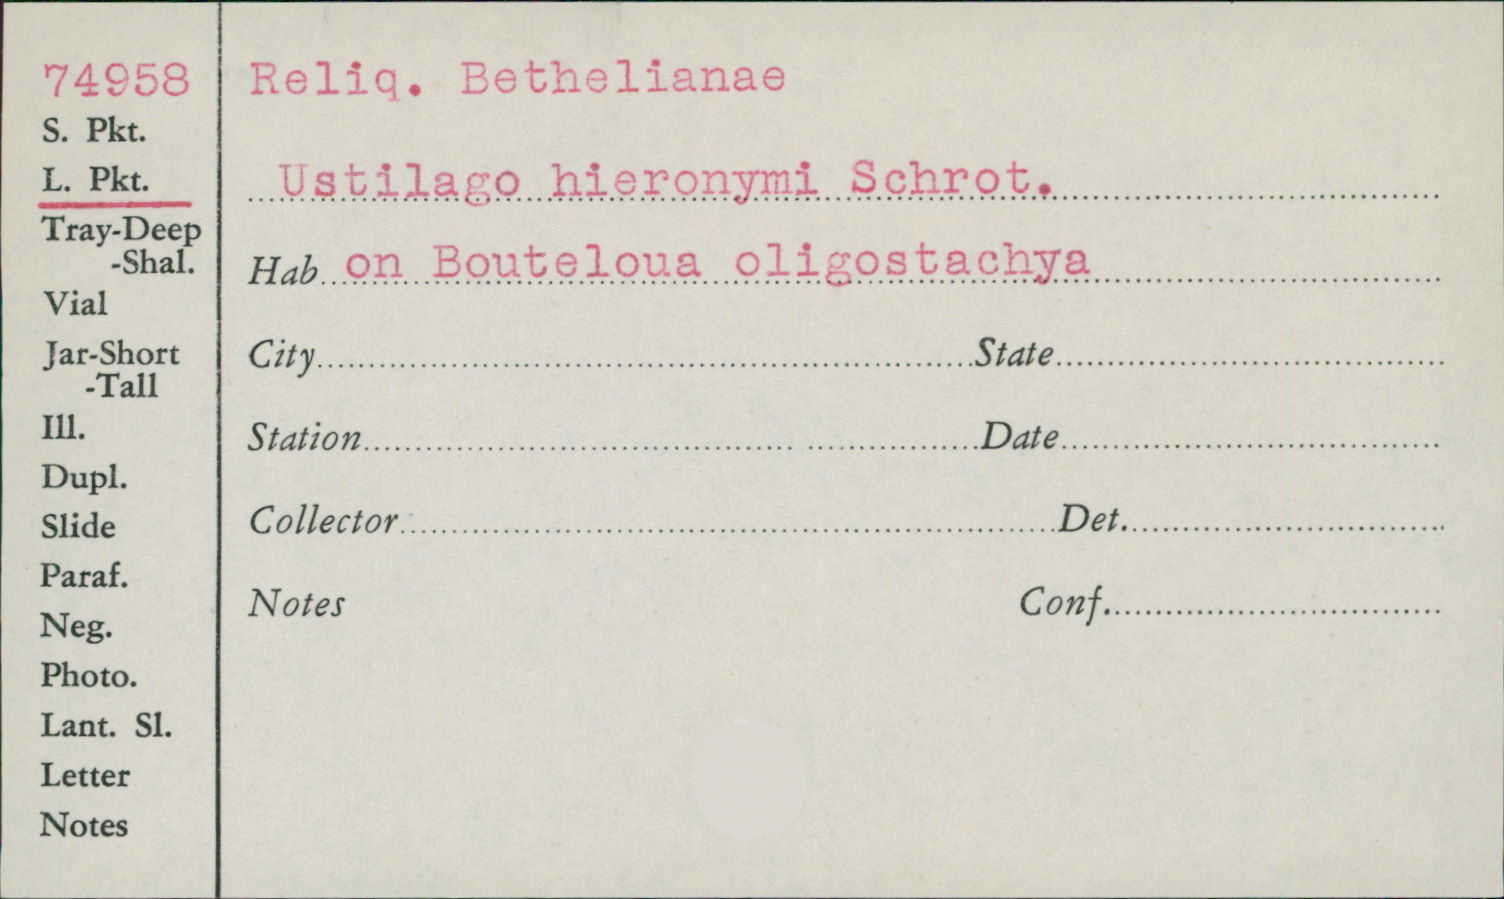 74958
S. Pkt.
L. Pkt.
Tray-Deep
-Shal.
Vial
Jar-Short
-Tall
Ill.
Dupl.
Slide
Paraf.
Neg.
Photo.
Lant. Sl.
Letter
Notes
Reliq. Bethelianae
Ustilago hieronymi Schrot.
Hab on Bouteloua oligostachya
City State
Station Date
Collector Det.
Notes Conf.